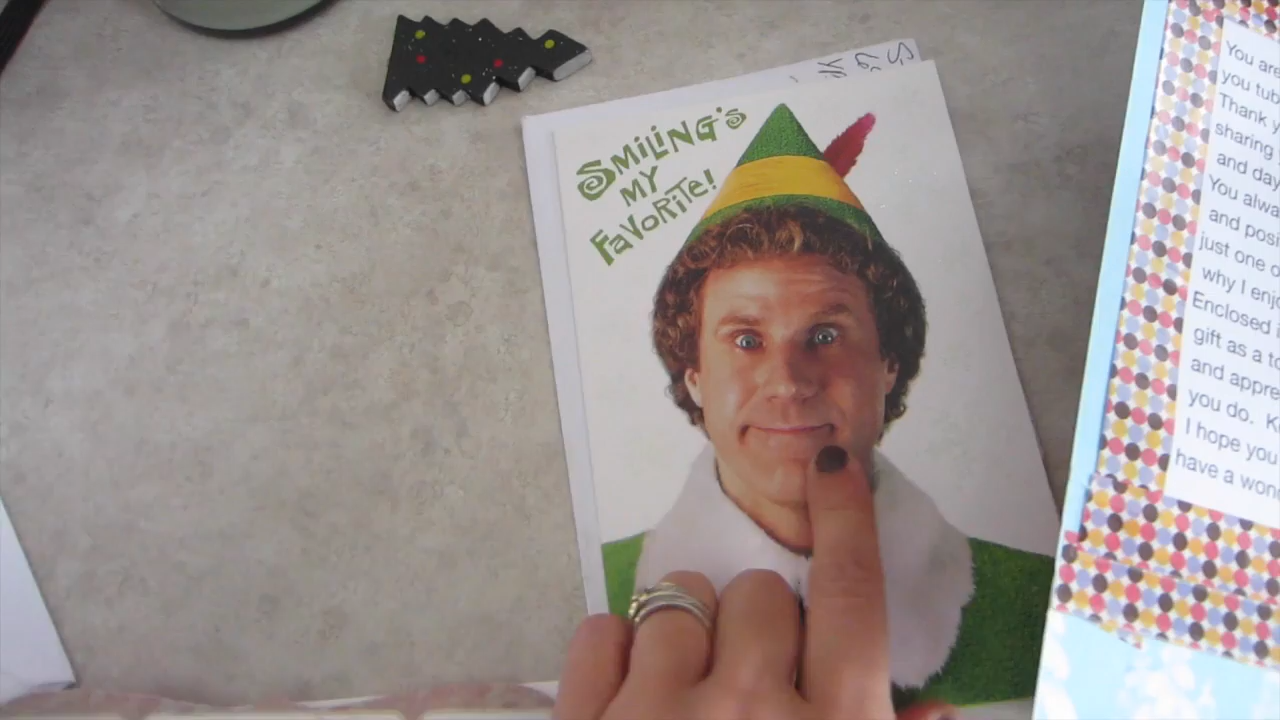 SMiLiNG'S
MY
FaVORiTe!
You are
you tub
Thank y
sharing
and day
You alwa
and posi
just one o
why I enj
Enclosed
gift as a to
and appre
you do. K
I hope you
have a won